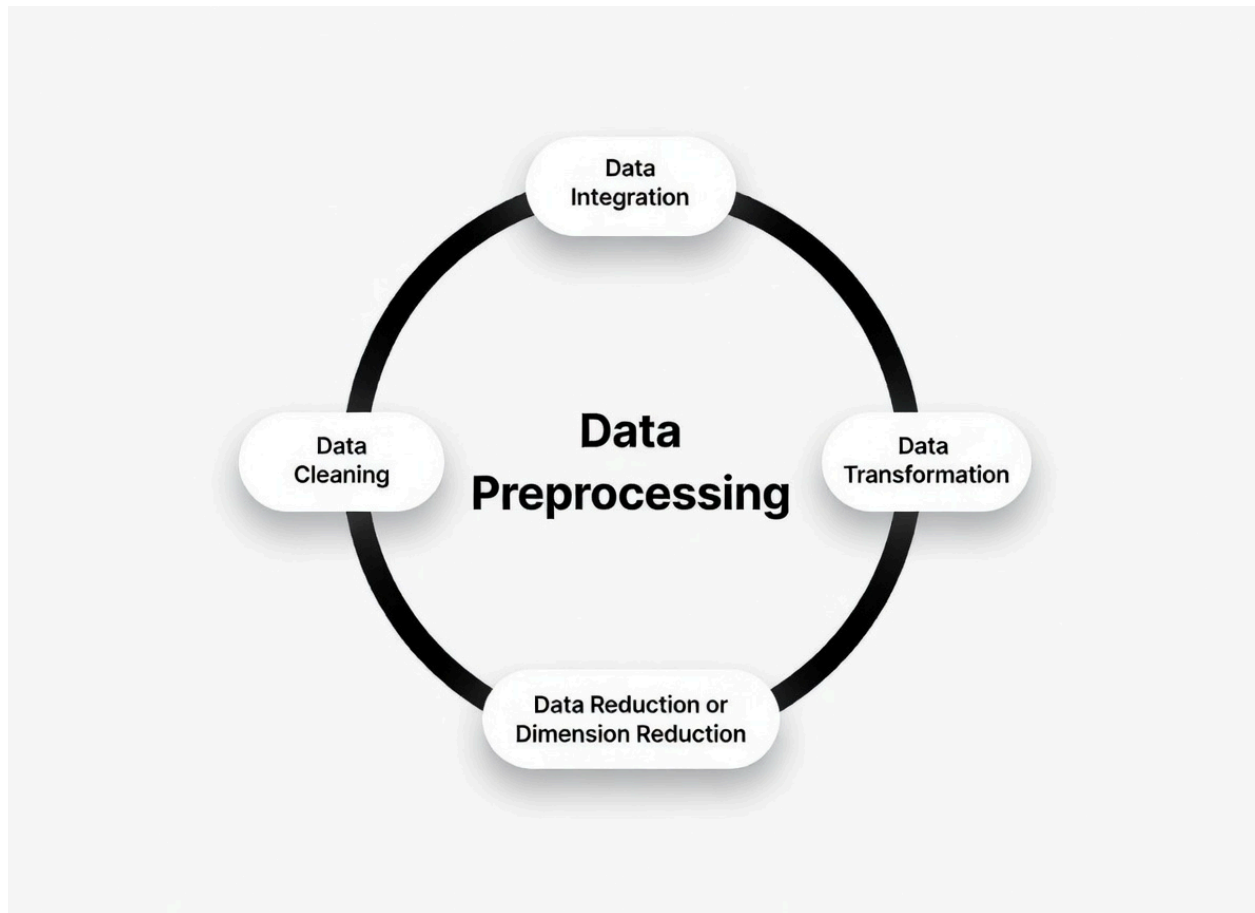 Data
Integration
Data
Cleaning
Data
Preprocessing
Data
Transformation
Data Reduction or
Dimension Reduction